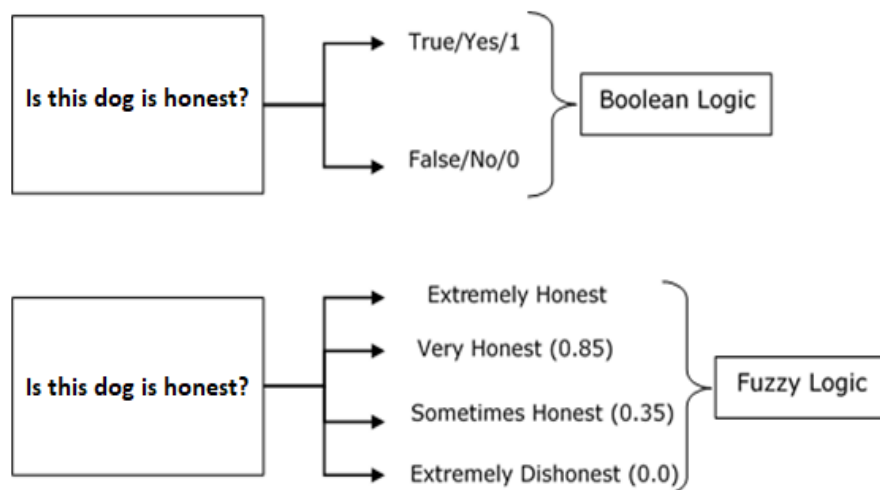 Is this dog is honest?
True/Yes/1
False/No/0
Boolean Logic
Is this dog is honest?
Extremely Honest
Very Honest (0.85)
Sometimes Honest (0.35)
Extremely Dishonest (0.0)
Fuzzy Logic